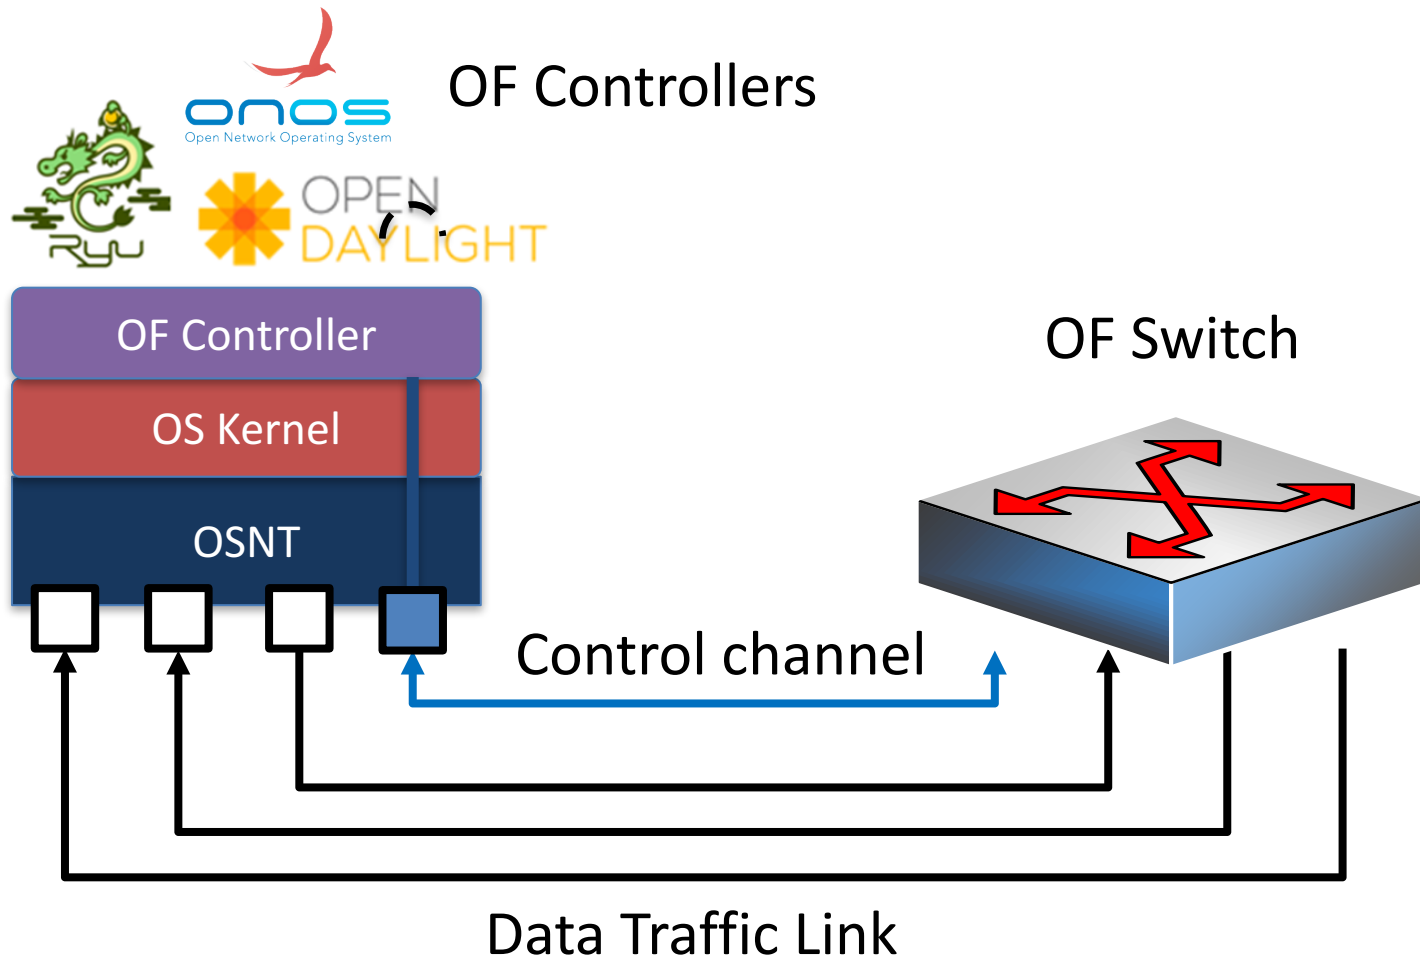 onos
Open Network Operating System
OF Controllers
Ryu
OPEN
DAYLIGHT
OF Controller
OS Kernel
OSNT
OF Switch
Control channel
Data Traffic Link